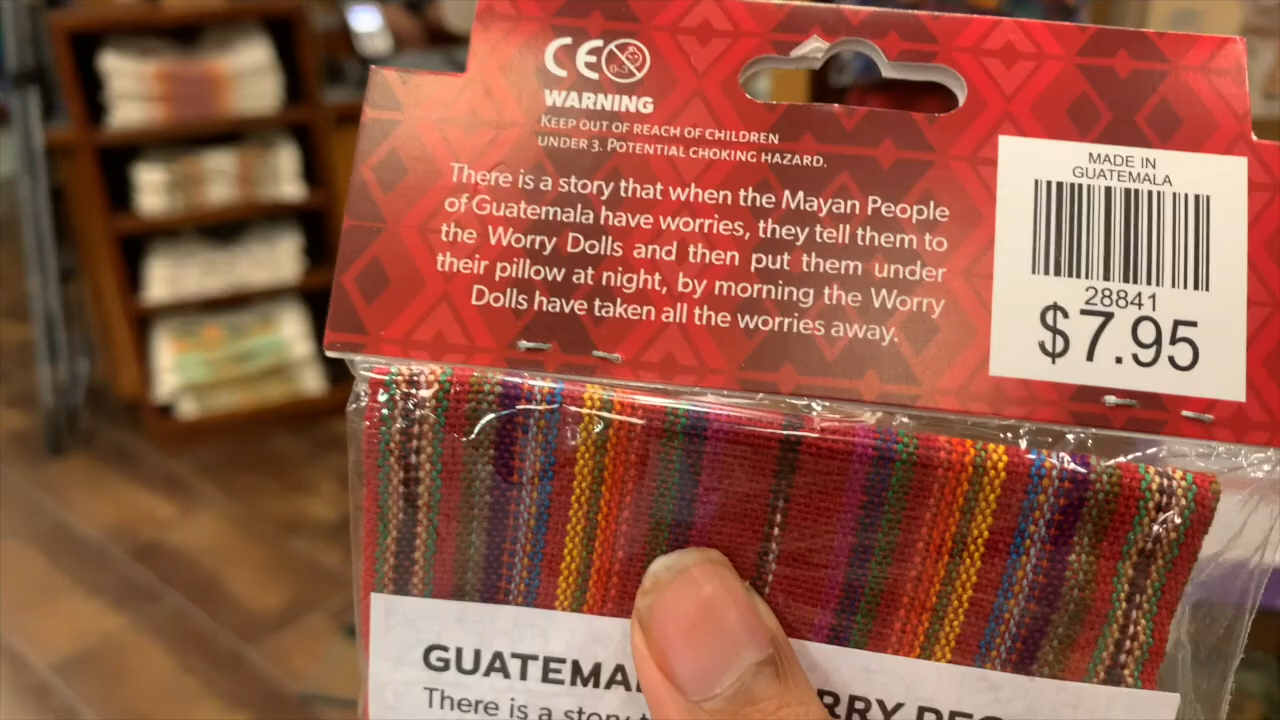 CE 0-3
WARNING
KEEP OUT OF REACH OF CHILDREN
UNDER 3. POTENTIAL CHOKING HAZARD.
There is a story that when the Mayan People
of Guatemala have worries, they tell them to
the Worry Dolls and then put them under
their pillow at night, by morning the Worry
Dolls have taken all the worries away.
MADE IN
GUATEMALA
28841
$7.95
There is a story